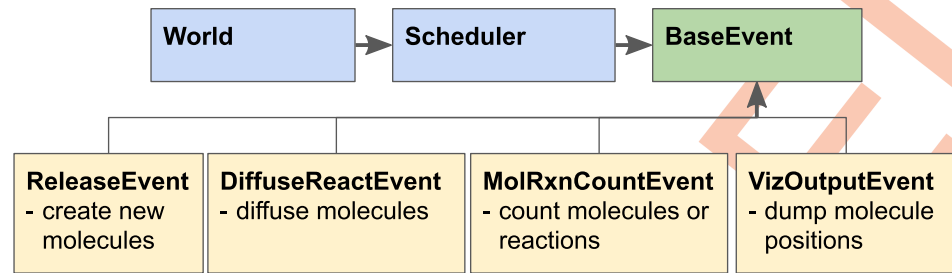 World
Scheduler
BaseEvent
ReleaseEvent
- create new
molecules
DiffuseReactEvent
- diffuse molecules
MolRxnCountEvent
- count molecules or
reactions
VizOutputEvent
- dump molecule
positions